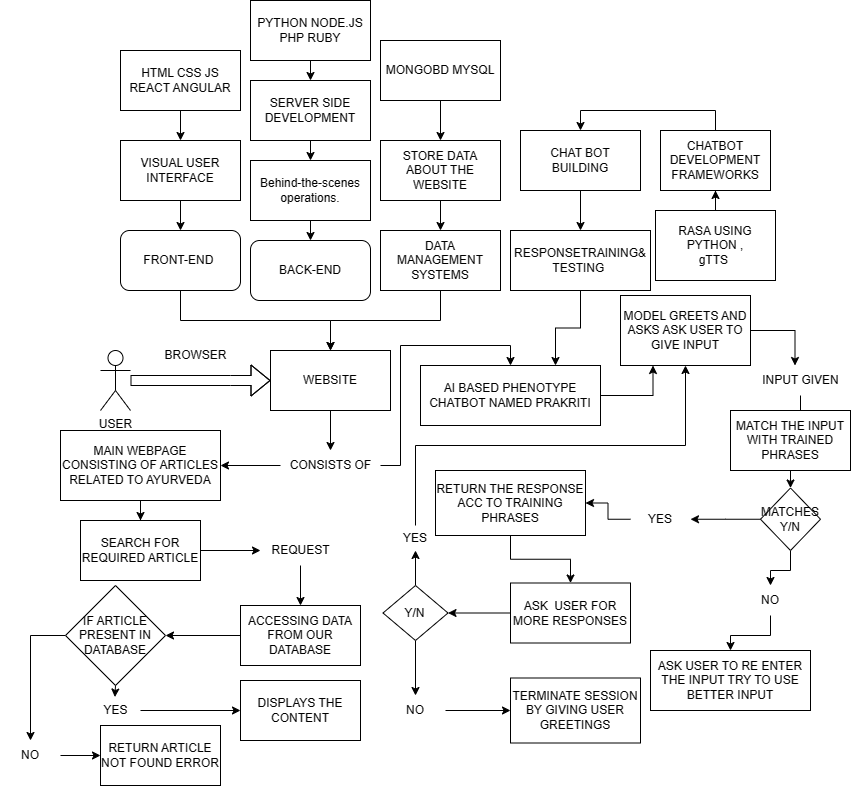 PYTHON NODE.JS
PHP RUBY
HTML CSS JS
REACT ANGULAR
MONGOBD MYSQL
SERVER SIDE
DEVELOPMENT
VISUAL USER
INTERFACE
STORE DATA
ABOUT THE
WEBSITE
CHAT BOT
BUILDING
CHATBOT
DEVELOPMENT
FRAMEWORKS
Behind-the-scenes
operations.
FRONT-END
BACK-END
DATA
MANAGEMENT
SYSTEMS
RESPONSETRAINING&
TESTING
RASA USING
PYTHON ,
gTTS
MODEL GREETS AND
ASKS ASK USER TO
GIVE INPUT
BROWSER
USER
WEBSITE
AI BASED PHENOTYPE
CHATBOT NAMED PRAKRITI
INPUT GIVEN
MAIN WEBPAGE
CONSISTING OF ARTICLES
RELATED TO AYURVEDA
CONSISTS OF
MATCH THE INPUT
WITH TRAINED
PHRASES
RETURN THE RESPONSE
ACC TO TRAINING
PHRASES
YES
MATCHES
Y/N
SEARCH FOR
REQUIRED ARTICLE
REQUEST
YES
NO
IF ARTICLE
PRESENT IN
DATABASE
ACCESSING DATA
FROM OUR
DATABASE
Y/N
ASK  USER FOR
MORE RESPONSES
ASK USER TO RE ENTER
THE INPUT TRY TO USE
BETTER INPUT
YES
DISPLAYS THE
CONTENT
NO
TERMINATE SESSION
BY GIVING USER
GREETINGS
NO
RETURN ARTICLE
NOT FOUND ERROR